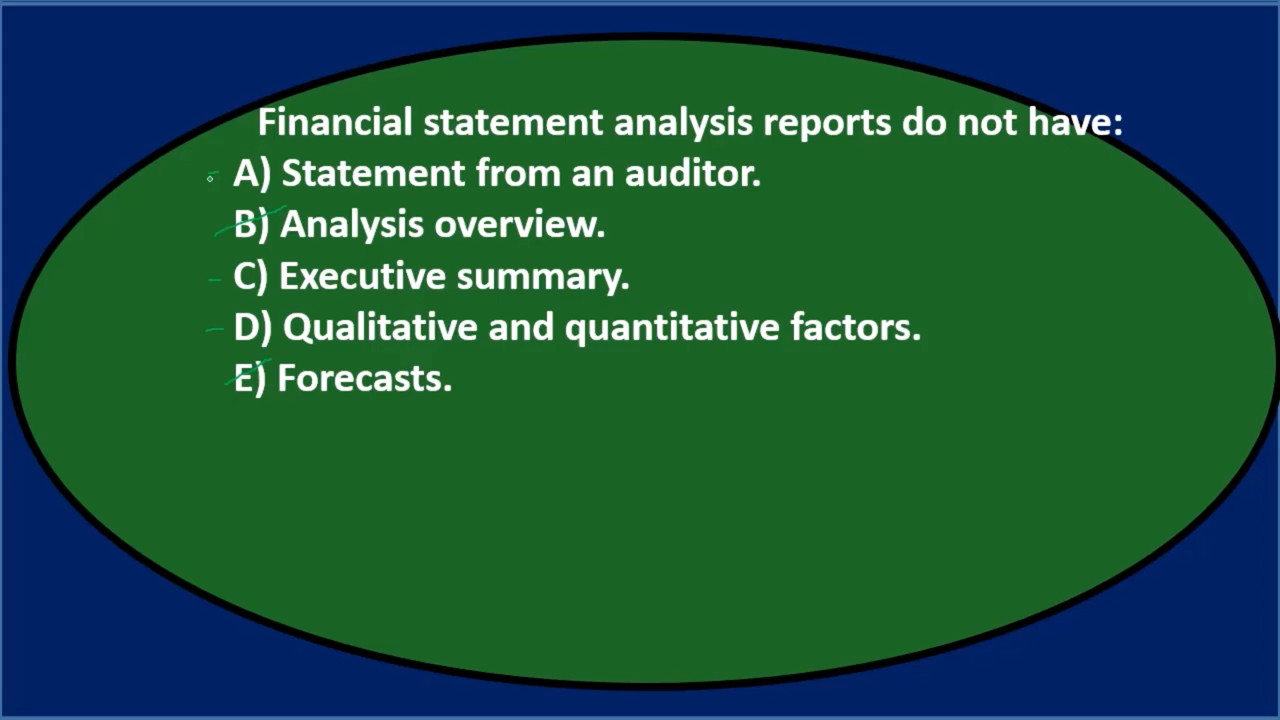 Financial statement analysis reports do not have:
A) Statement from an auditor.
B) Analysis overview.
C) Executive summary.
D) Qualitative and quantitative factors.
E) Forecasts.